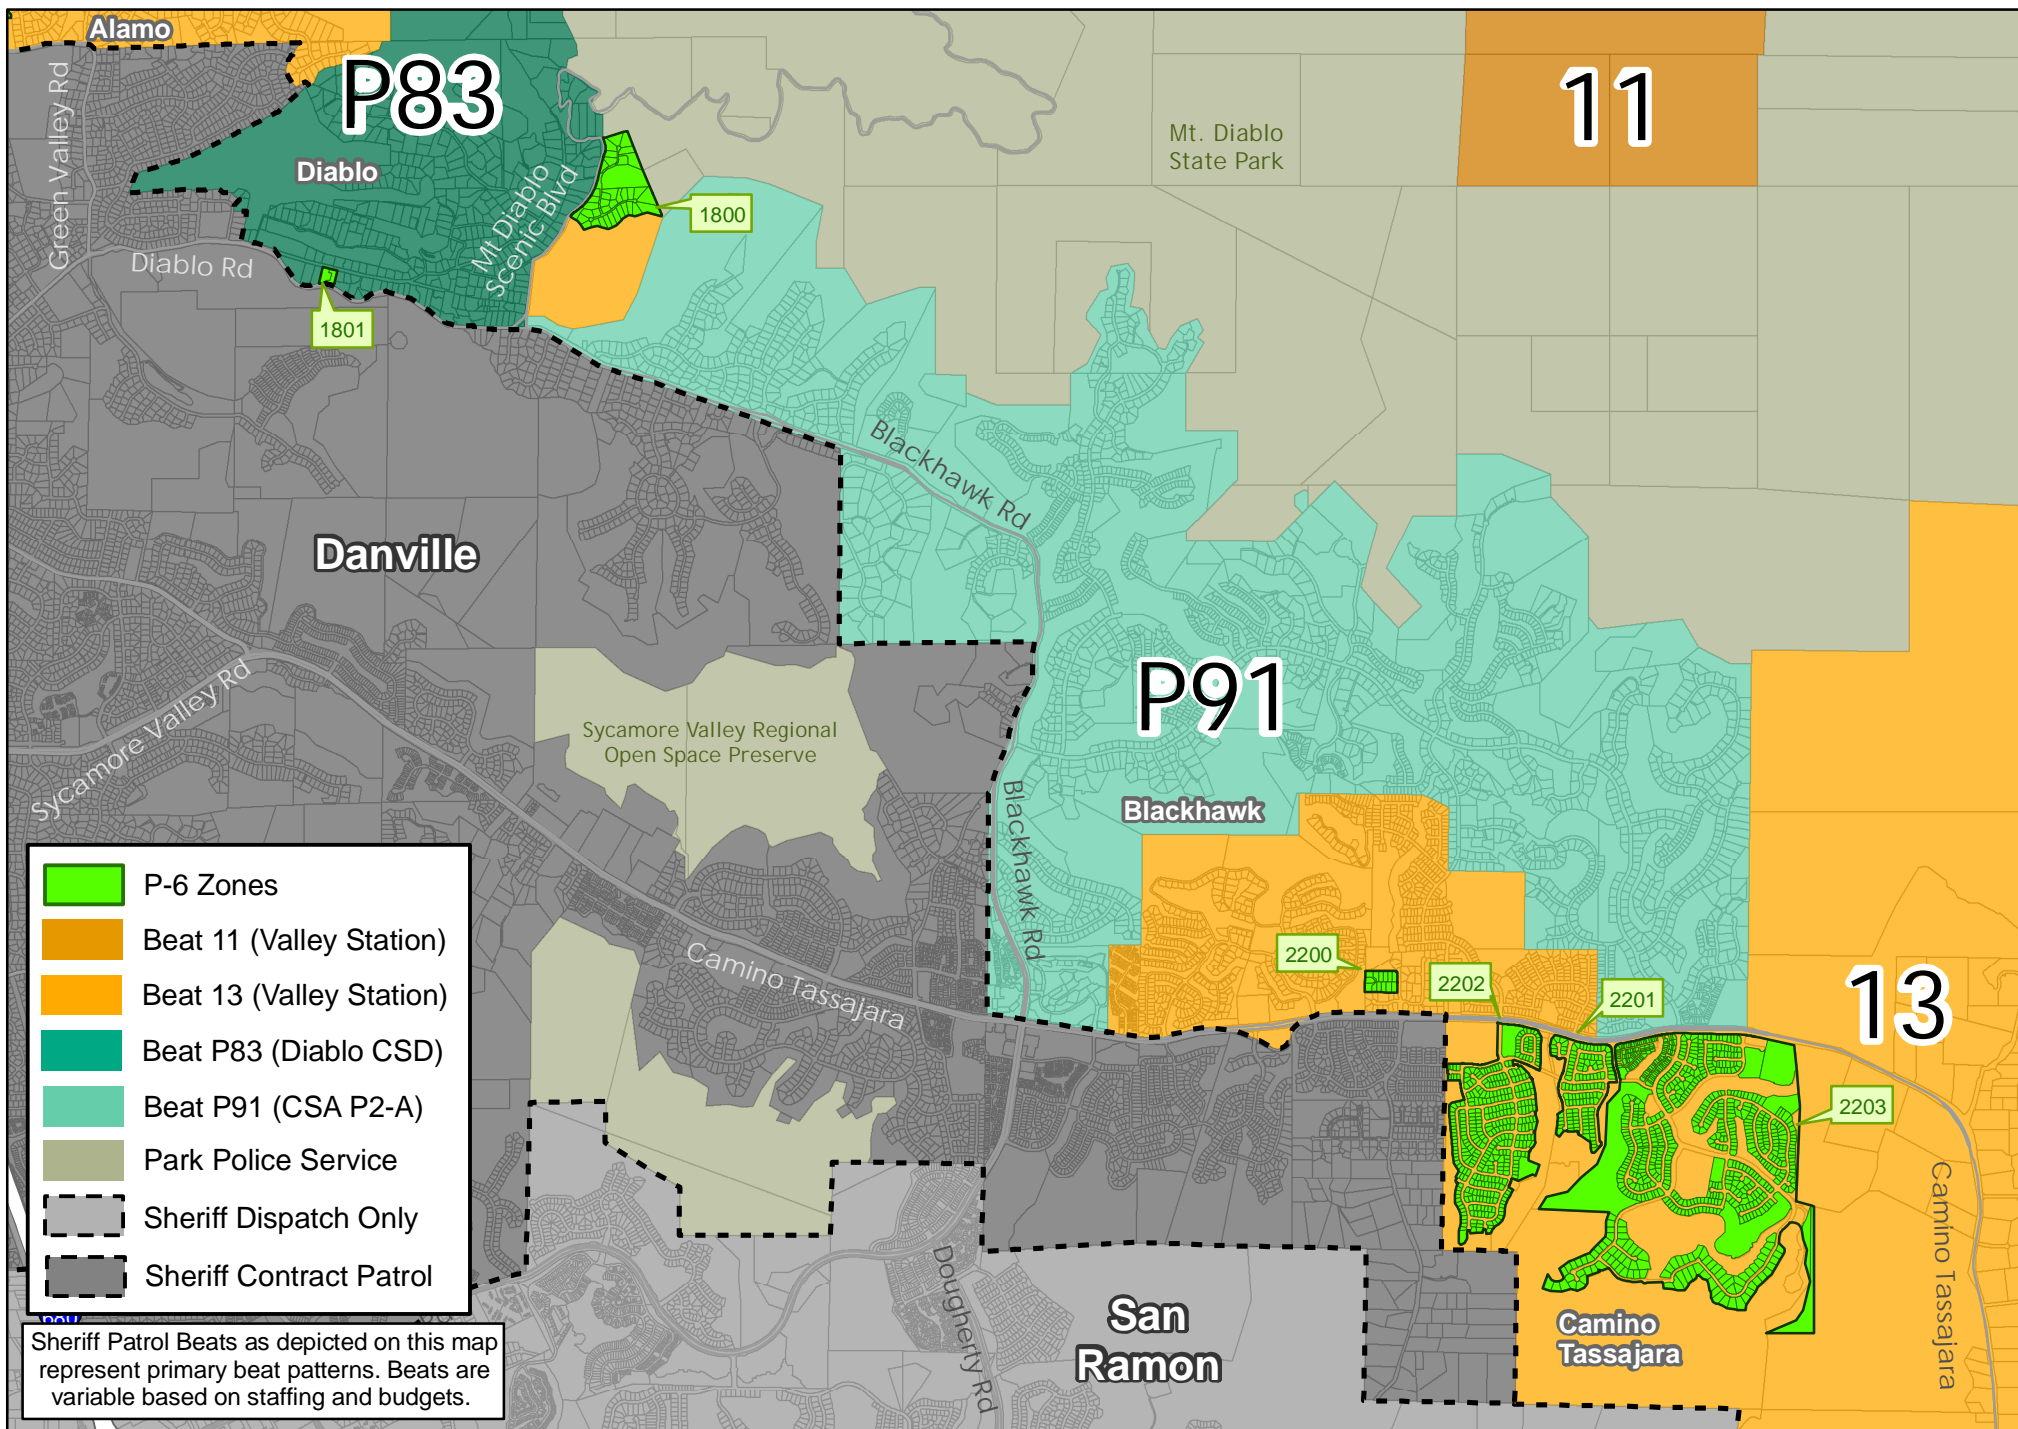 Alamo
P83
11
Green Valley Rd
Mt. Diablo
State Park
Diablo
Mt Diablo
Scenic Blvd
1800
Diablo Rd
1801
Blackhawk Rd
Danville
P91
Sycamore Valley Rd
Sycamore Valley Regional
Open Space Preserve
Blackhawk
Blackhawk Rd
Camino Tassajara
2200
2202
2201
13
2203
Camino Tassajara
Dougherty Rd
San
Ramon
Camino
Tassajara
P-6 Zones
Beat 11 (Valley Station)
Beat 13 (Valley Station)
Beat P83 (Diablo CSD)
Beat P91 (CSA P2-A)
Park Police Service
Sheriff Dispatch Only
Sheriff Contract Patrol
680
Sheriff Patrol Beats as depicted on this map
represent primary beat patterns. Beats are
variable based on staffing and budgets.